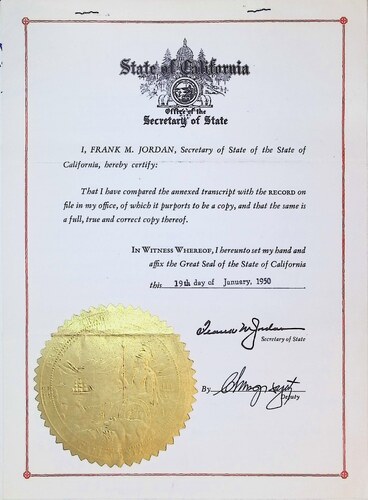 State of California
Office of the
Secretary of State
I, FRANK M. JORDAN, Secretary of State of the State of
California, hereby certify:
That I have compared the annexed transcript with the RECORD on
file in my office, of which it purports to be a copy, and that the same is
a full, true and correct copy thereof.
IN WITNESS WHEREOF, I hereunto set my hand and
affix the Great Seal of the State of California
this 19th day of January, 1950
Frank M. Jordan
Secretary of State
By
Deputy